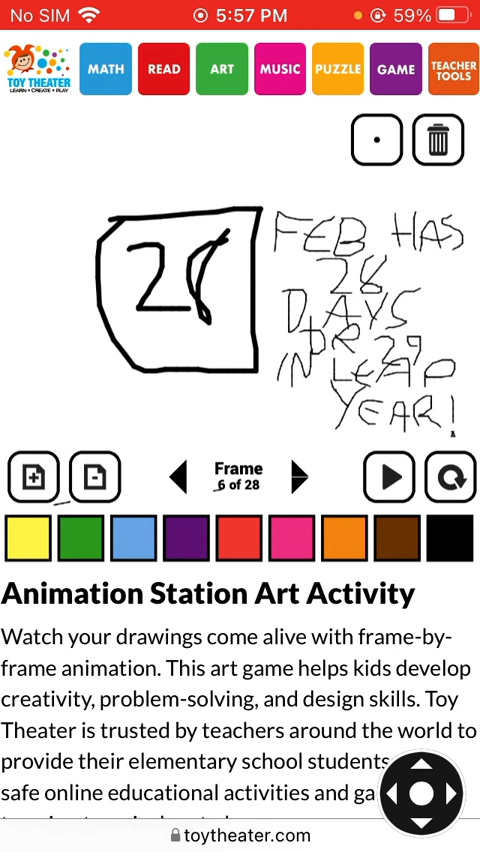 No SIM 5:57 PM 59%
TOY THEATER
LEARN • CREATE • PLAY
MATH
READ
ART
MUSIC
PUZZLE
GAME
TEACHER
TOOLS
28
FEB HAS
28
DAYS
OR 29
IN LEAP
YEAR!
Frame
6 of 28
Animation Station Art Activity
Watch your drawings come alive with frame-by-
frame animation. This art game helps kids develop
creativity, problem-solving, and design skills. Toy
Theater is trusted by teachers around the world to
provide their elementary school students
safe online educational activities and ga
toytheater.com